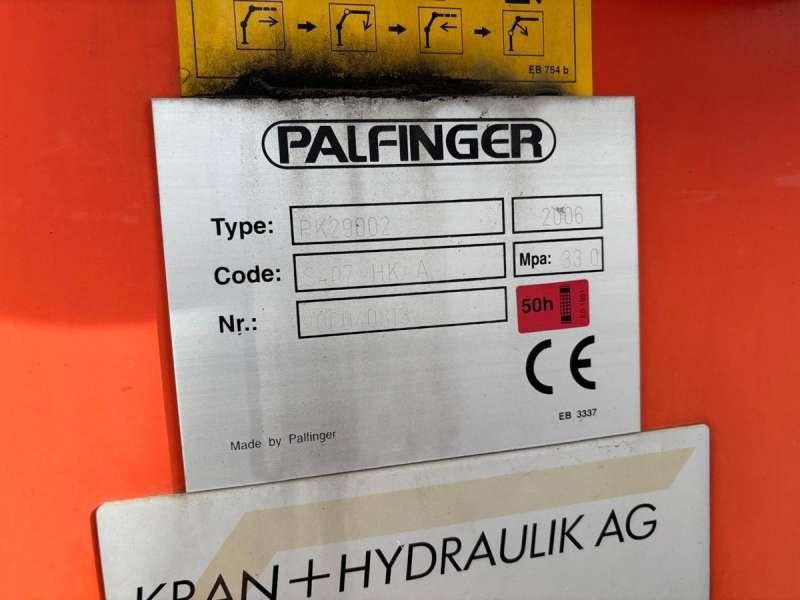 EB 754 b
PALFINGER
Type: PK29002 2006
Code: HK A Mpa: 33 0
Nr.:
50h
CE
EB 3337
Made by Palfinger
KRAN+HYDRAULIK AG